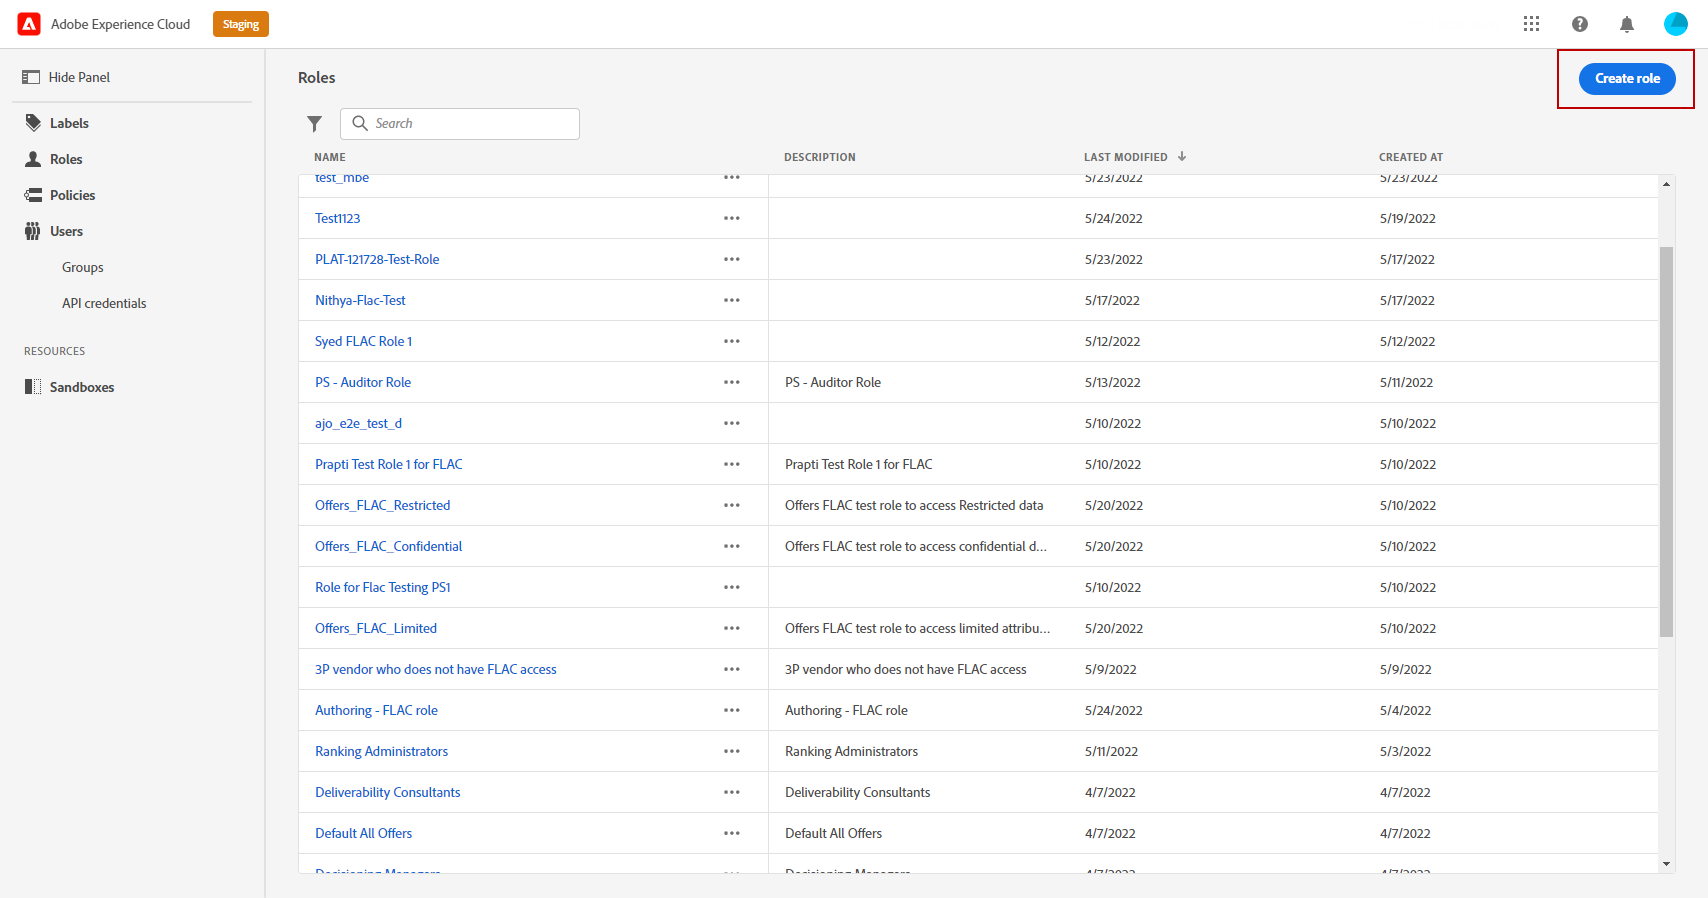 Adobe Experience Cloud Staging
Hide Panel
Roles
Create role
Labels
Roles
Policies
Users
Groups
API credentials
RESOURCES
Sandboxes
Search
NAME DESCRIPTION LAST MODIFIED CREATED AT
test_mbe 5/23/2022 5/23/2022
Test1123 5/24/2022 5/19/2022
PLAT-121728-Test-Role 5/23/2022 5/17/2022
Nithya-Flac-Test 5/17/2022 5/17/2022
Syed FLAC Role 1 5/12/2022 5/12/2022
PS - Auditor Role PS - Auditor Role 5/13/2022 5/11/2022
ajo_e2e_test_d 5/10/2022 5/10/2022
Prapti Test Role 1 for FLAC Prapti Test Role 1 for FLAC 5/10/2022 5/10/2022
Offers_FLAC_Restricted Offers FLAC test role to access Restricted data 5/20/2022 5/10/2022
Offers_FLAC_Confidential Offers FLAC test role to access confidential d... 5/20/2022 5/10/2022
Role for Flac Testing PS1 5/10/2022 5/10/2022
Offers_FLAC_Limited Offers FLAC test role to access limited attribu... 5/20/2022 5/10/2022
3P vendor who does not have FLAC access 3P vendor who does not have FLAC access 5/9/2022 5/9/2022
Authoring - FLAC role Authoring - FLAC role 5/24/2022 5/4/2022
Ranking Administrators Ranking Administrators 5/11/2022 5/3/2022
Deliverability Consultants Deliverability Consultants 4/7/2022 4/7/2022
Default All Offers Default All Offers 4/7/2022 4/7/2022
Decisioning Managers Decisioning Managers 4/7/2022 4/7/2022